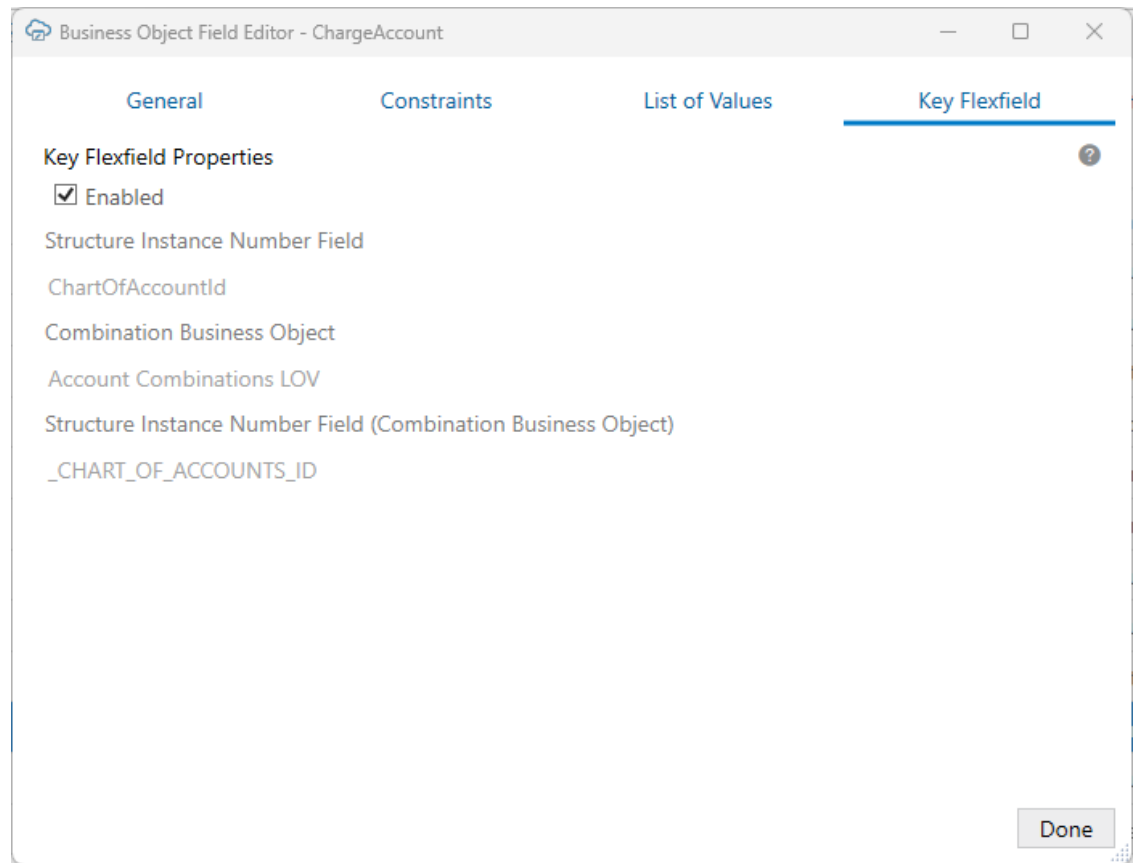 Business Object Field Editor - ChargeAccount
General Constraints List of Values Key Flexfield
Key Flexfield Properties ?
Enabled
Structure Instance Number Field
ChartOfAccountId
Combination Business Object
Account Combinations LOV
Structure Instance Number Field (Combination Business Object)
_CHART_OF_ACCOUNTS_ID
Done